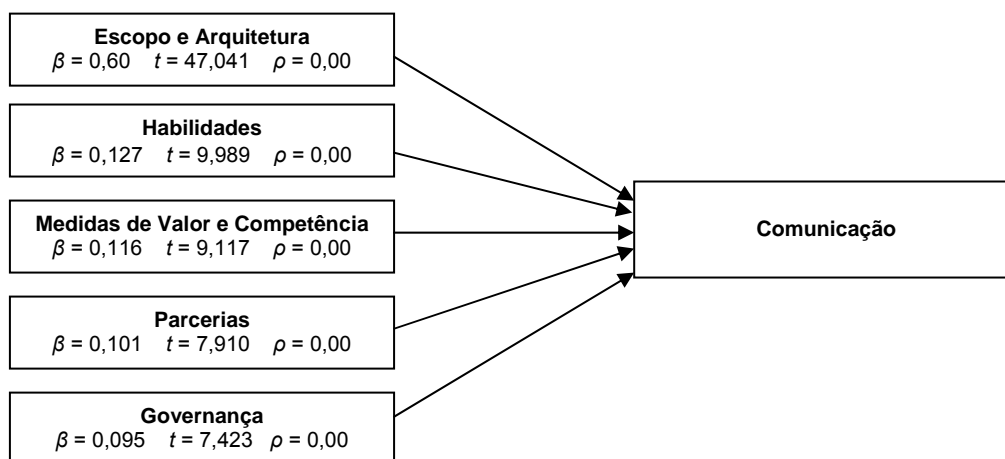 Escopo e Arquitetura
β = 0,60 t = 47,041 ρ = 0,00
Habilidades
β = 0,127 t = 9,989 ρ = 0,00
Medidas de Valor e Competência
β = 0,116 t = 9,117 ρ = 0,00
Comunicação
Parcerias
β = 0,101 t = 7,910 ρ = 0,00
Governança
β = 0,095 t = 7,423 ρ = 0,00